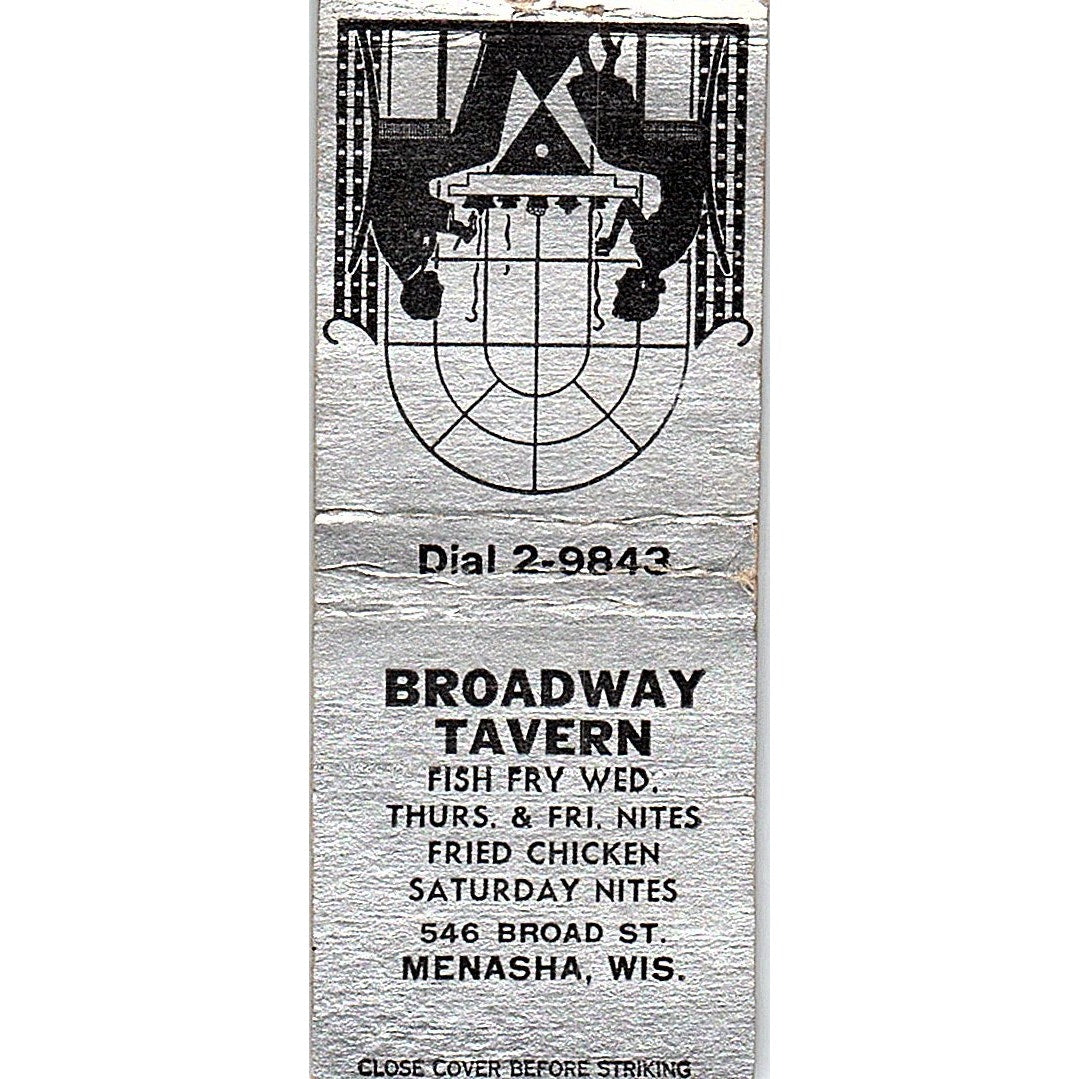 Dial 2-9843
BROADWAY
TAVERN
FISH FRY WED.
THURS. & FRI. NITES
FRIED CHICKEN
SATURDAY NITES
546 BROAD ST.
MENASHA, WIS.
CLOSE COVER BEFORE STRIKING